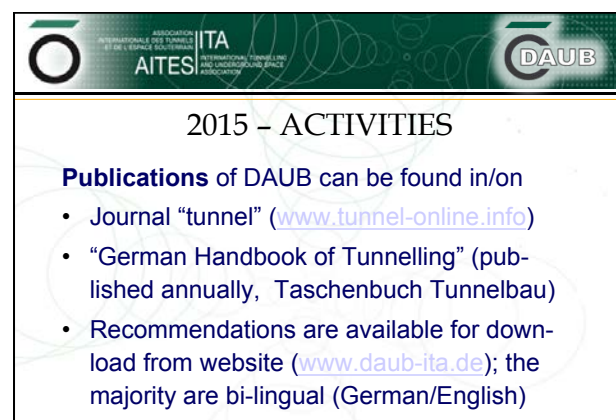 ASSOCIATION
INTERNATIONALE DES TUNNELS
ET DE L'ESPACE SOUTERRAIN
ITA
AITES
INTERNATIONAL TUNNELLING
AND UNDERGROUND SPACE
ASSOCIATION
DAUB
2015 – ACTIVITIES
Publications of DAUB can be found in/on
• Journal “tunnel” (www.tunnel-online.info)
• “German Handbook of Tunnelling” (pub-
lished annually, Taschenbuch Tunnelbau)
• Recommendations are available for down-
load from website (www.daub-ita.de); the
majority are bi-lingual (German/English)